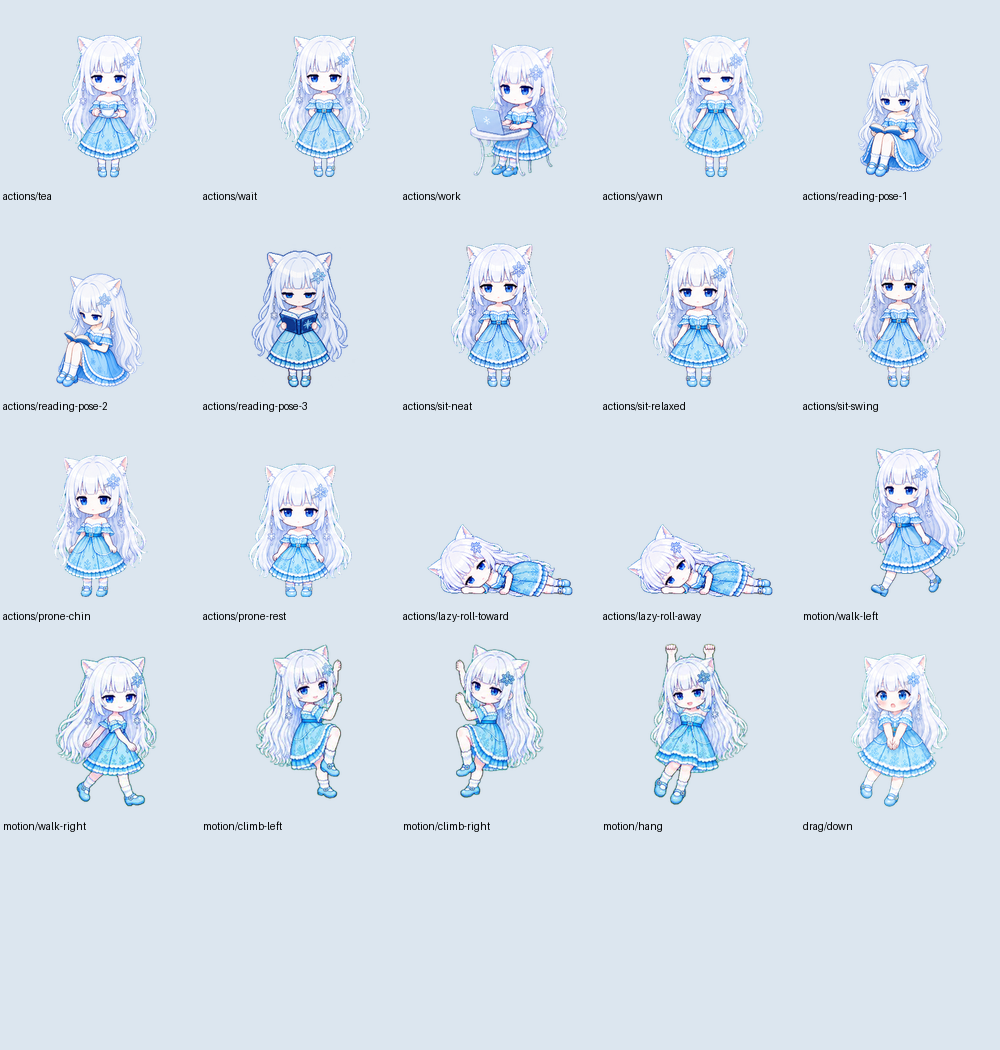 actions/tea
actions/wait
actions/work
actions/yawn
actions/reading-pose-1
actions/reading-pose-2
actions/reading-pose-3
actions/sit-neat
actions/sit-relaxed
actions/sit-swing
actions/prone-chin
actions/prone-rest
actions/lazy-roll-toward
actions/lazy-roll-away
motion/walk-left
motion/walk-right
motion/climb-left
motion/climb-right
motion/hang
drag/down